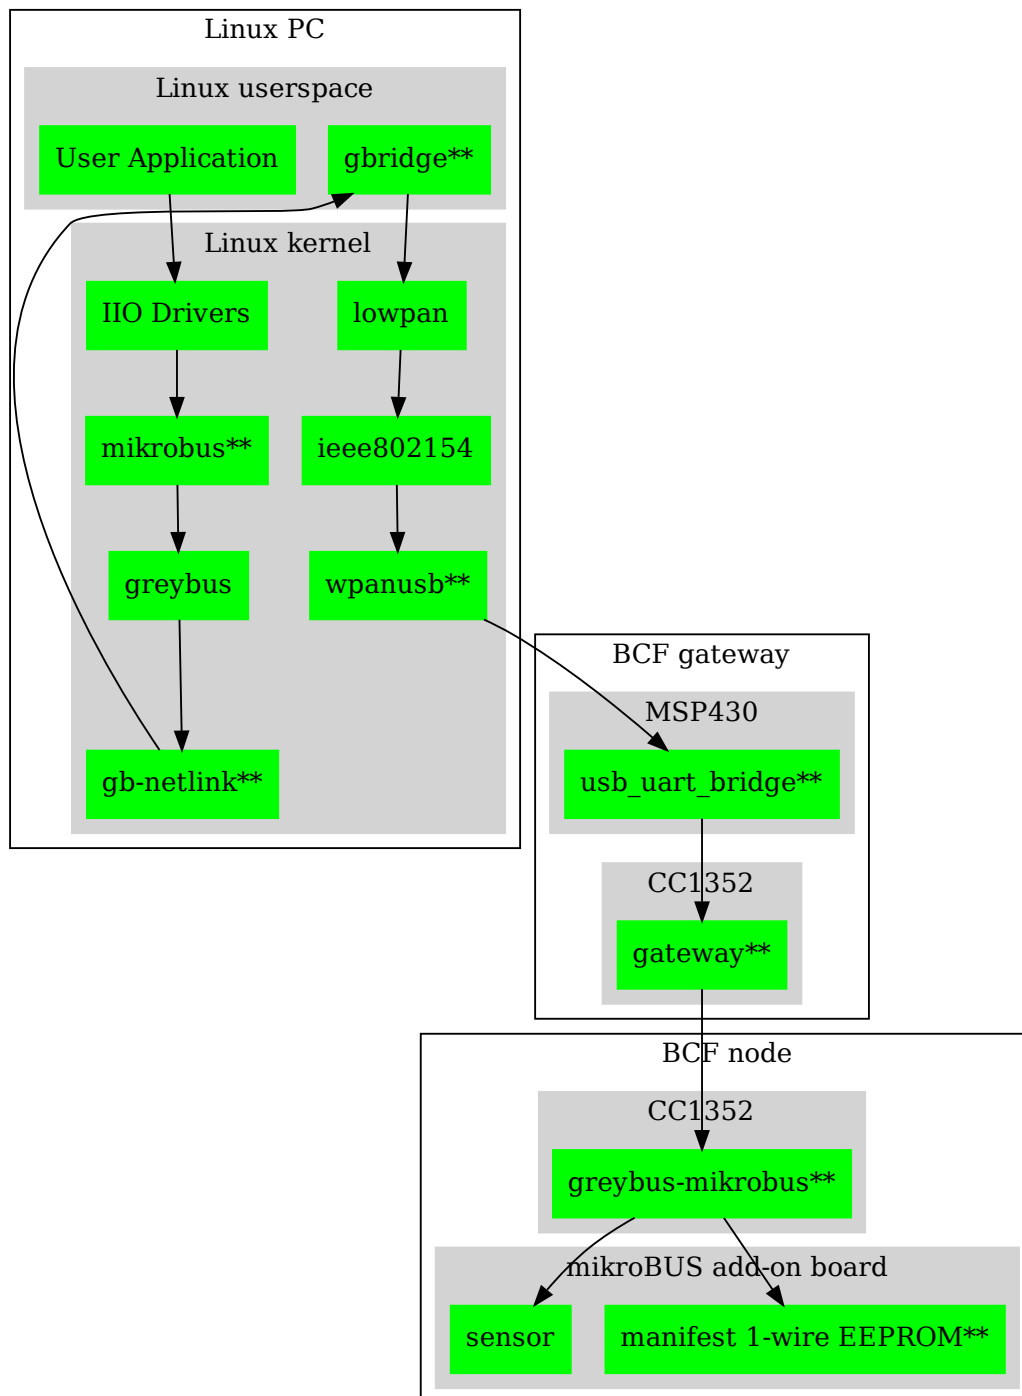 Linux PC
Linux userspace
User Application
gbridge**
Linux kernel
IIO Drivers
lowpan
mikrobus**
ieee802154
greybus
wpanusb**
gb-netlink**
BCF gateway
MSP430
usb_uart_bridge**
CC1352
gateway**
BCF node
CC1352
greybus-mikrobus**
mikroBUS add-on board
sensor
manifest 1-wire EEPROM**